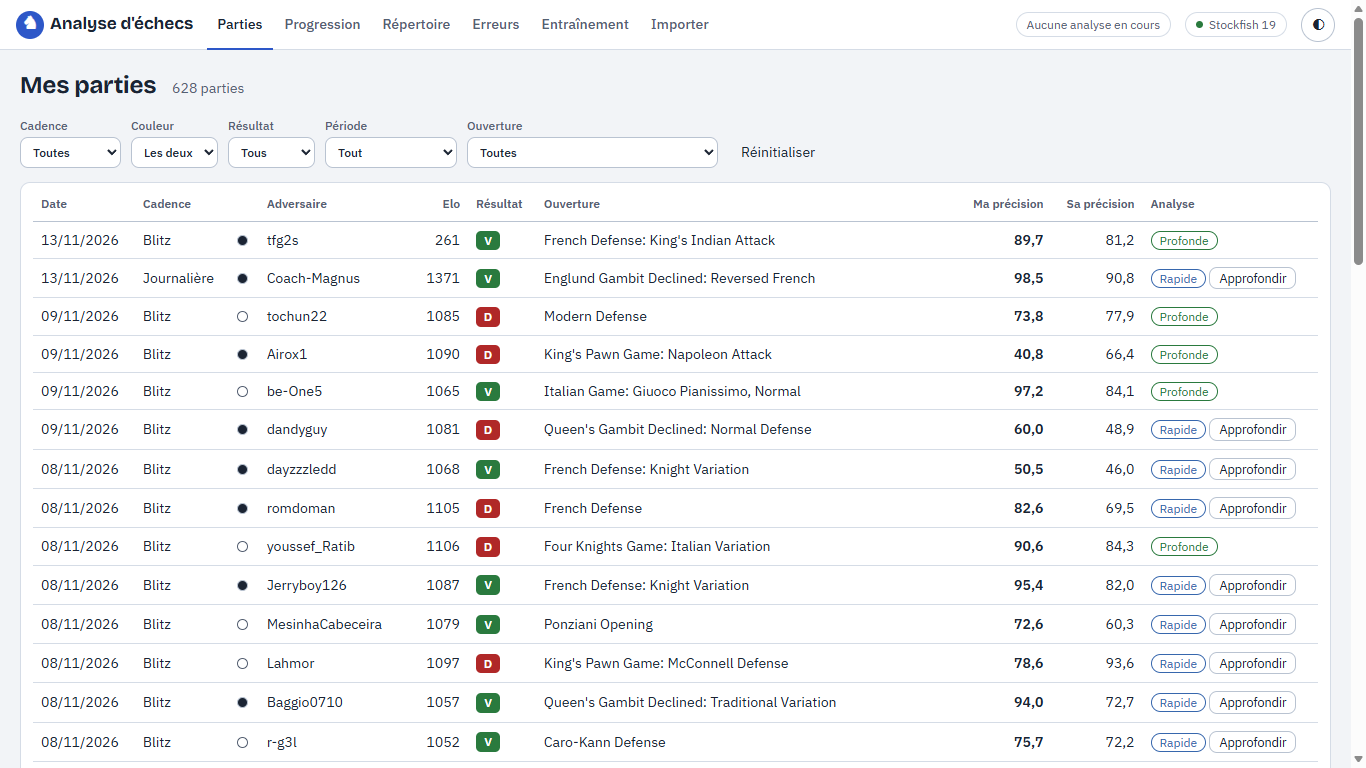 Analyse d'échecs Parties Progression Répertoire Erreurs Entraînement Importer Aucune analyse en cours Stockfish 19
Mes parties 628 parties
Cadence Couleur Résultat Période Ouverture
Toutes Les deux Tous Tout Toutes Réinitialiser
Date Cadence Adversaire Elo Résultat Ouverture Ma précision Sa précision Analyse
13/11/2026 Blitz tfg2s 261 V French Defense: King's Indian Attack 89,7 81,2 Profonde
13/11/2026 Journalière Coach-Magnus 1371 V Englund Gambit Declined: Reversed French 98,5 90,8 Rapide Approfondir
09/11/2026 Blitz tochun22 1085 D Modern Defense 73,8 77,9 Profonde
09/11/2026 Blitz Airox1 1090 D King's Pawn Game: Napoleon Attack 40,8 66,4 Profonde
09/11/2026 Blitz be-One5 1065 V Italian Game: Giuoco Pianissimo, Normal 97,2 84,1 Profonde
09/11/2026 Blitz dandyguy 1081 D Queen's Gambit Declined: Normal Defense 60,0 48,9 Rapide Approfondir
08/11/2026 Blitz dayzzzledd 1068 V French Defense: Knight Variation 50,5 46,0 Rapide Approfondir
08/11/2026 Blitz romdoman 1105 D French Defense 82,6 69,5 Rapide Approfondir
08/11/2026 Blitz youssef_Ratib 1106 D Four Knights Game: Italian Variation 90,6 84,3 Profonde
08/11/2026 Blitz Jerryboy126 1087 V French Defense: Knight Variation 95,4 82,0 Rapide Approfondir
08/11/2026 Blitz MesinhaCabeceira 1079 V Ponziani Opening 72,6 60,3 Rapide Approfondir
08/11/2026 Blitz Lahmor 1097 D King's Pawn Game: McConnell Defense 78,6 93,6 Rapide Approfondir
08/11/2026 Blitz Baggio0710 1057 V Queen's Gambit Declined: Traditional Variation 94,0 72,7 Rapide Approfondir
08/11/2026 Blitz r-g3l 1052 V Caro-Kann Defense 75,7 72,2 Rapide Approfondir